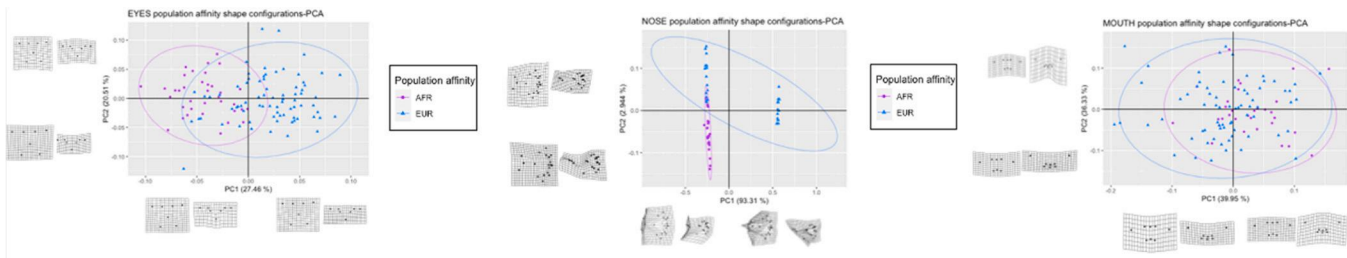 EYES population affinity shape configurations-PCA
0.10
0.05
0.00
-0.05
-0.10
PC2 (20.51 %)
-0.10
-0.05
0.00
0.05
0.10
PC1 (27.46 %)
Population affinity
AFR
EUR
NOSE population affinity shape configurations-PCA
0.1
0.0
-0.1
PC2 (2.944 %)
-0.5
0.0
0.5
1.0
PC1 (93.31 %)
Population affinity
AFR
EUR
MOUTH population affinity shape configurations-PCA
0.1
0.0
-0.1
PC2 (36.33 %)
-0.2
-0.1
0.0
0.1
PC1 (39.95 %)